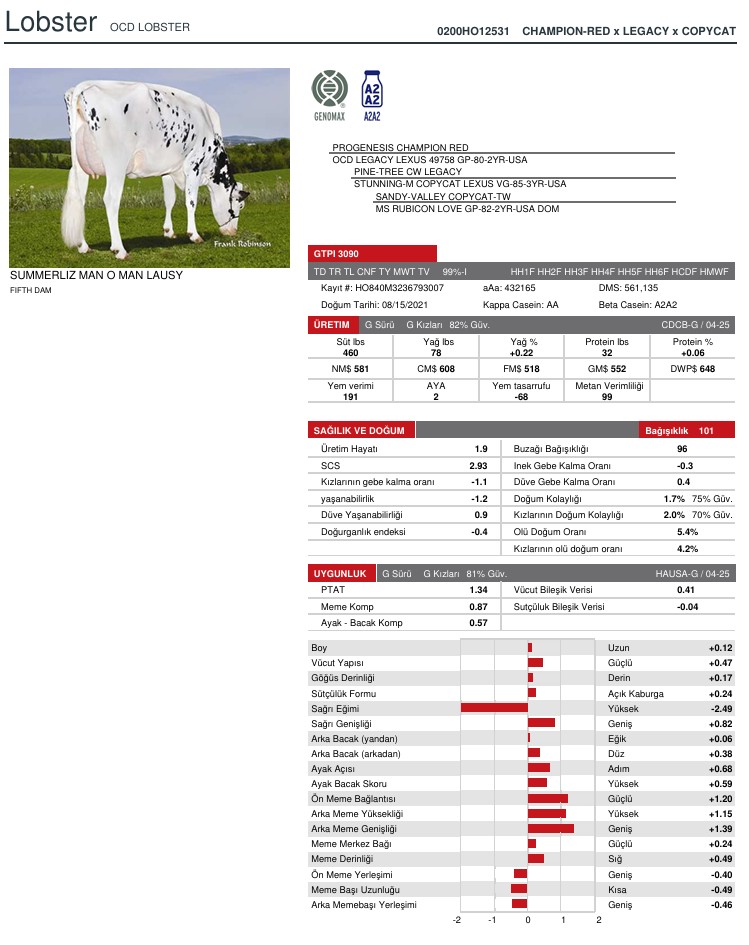 Lobster OCD LOBSTER
0200HO12531 CHAMPION-RED x LEGACY x COPYCAT
GENOMAX
A2
A2
A2A2
Frank Robinson
SUMMERLIZ MAN O MAN LAUSY
FIFTH DAM
PROGENESIS CHAMPION RED
OCD LEGACY LEXUS 49758 GP-80-2YR-USA
PINE-TREE CW LEGACY
STUNNING-M COPYCAT LEXUS VG-85-3YR-USA
SANDY-VALLEY COPYCAT-TW
MS RUBICON LOVE GP-82-2YR-USA DOM
GTPI 3090
TD TR TL CNF TY MWT TV 99%-I HH1F HH2F HH3F HH4F HH5F HH6F HCDF HMWF
Kayıt #: HO840M3236793007 aAa: 432165 DMS: 561,135
Doğum Tarihi: 08/15/2021 Kappa Casein: AA Beta Casein: A2A2
ÜRETIM G Sürü G Kızları 82% Güv. CDCB-G / 04-25
Süt lbs Yağ lbs Yağ % Protein lbs Protein %
460 78 +0.22 32 +0.06
NM$ 581 CM$ 608 FM$ 518 GM$ 552 DWP$ 648
Yem verimi AYA Yem tasarrufu Metan Verimliliği
191 2 -68 99
SAĞILIK VE DOĞUM Bağışıklık 101
Üretim Hayatı 1.9 Buzağı Bağışıklığı 96
SCS 2.93 Inek Gebe Kalma Oranı -0.3
Kızlarının gebe kalma oranı -1.1 Düve Gebe Kalma Oranı 0.4
yaşanabilirlik -1.2 Doğum Kolaylığı 1.7% 75% Güv.
Düve Yaşanabilirliği 0.9 Kızlarının Doğum Kolaylığı 2.0% 70% Güv.
Doğurganlık endeksi -0.4 Olü Doğum Oranı 5.4%
Kızlarının olü doğum oranı 4.2%
UYGUNLUK G Sürü G Kızları 81% Güv. HAUSA-G / 04-25
PTAT 1.34 Vücut Bileşik Verisi 0.41
Meme Komp 0.87 Sutçüluk Bileşik Verisi -0.04
Ayak - Bacak Komp 0.57
Boy Uzun +0.12
Vücut Yapısı Güçlü +0.47
Göğüs Derinliği Derin +0.17
Sütçülük Formu Açık Kaburga +0.24
Sağrı Eğimi Yüksek -2.49
Sağrı Genişliği Geniş +0.82
Arka Bacak (yandan) Eğik +0.06
Arka Bacak (arkadan) Düz +0.38
Ayak Açısı Adım +0.68
Ayak Bacak Skoru Yüksek +0.59
Ön Meme Bağlantısı Güçlü +1.20
Arka Meme Yüksekliği Yüksek +1.15
Arka Meme Genişliği Geniş +1.39
Meme Merkez Bağı Güçlü +0.24
Meme Derinliği Sığ +0.49
Ön Meme Yerleşimi Geniş -0.40
Meme Başı Uzunluğu Kısa -0.49
Arka Memebaşı Yerleşimi Geniş -0.46
-2 -1 0 1 2